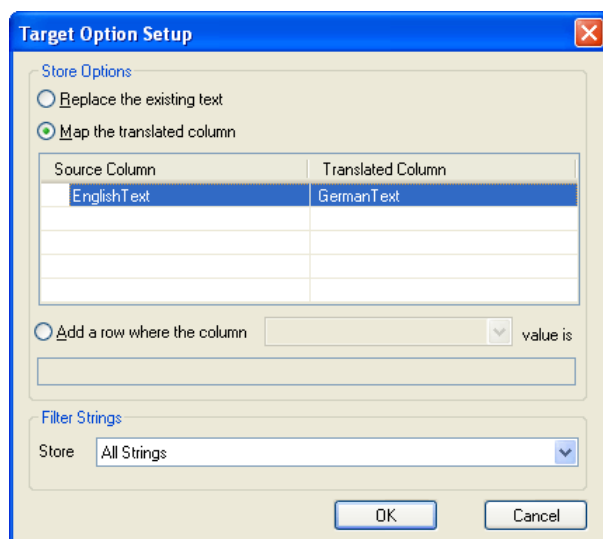 Target Option Setup
Store Options
Replace the existing text
Map the translated column
Source Column Translated Column
EnglishText GermanText
Add a row where the column value is
Filter Strings
Store All Strings
OK Cancel